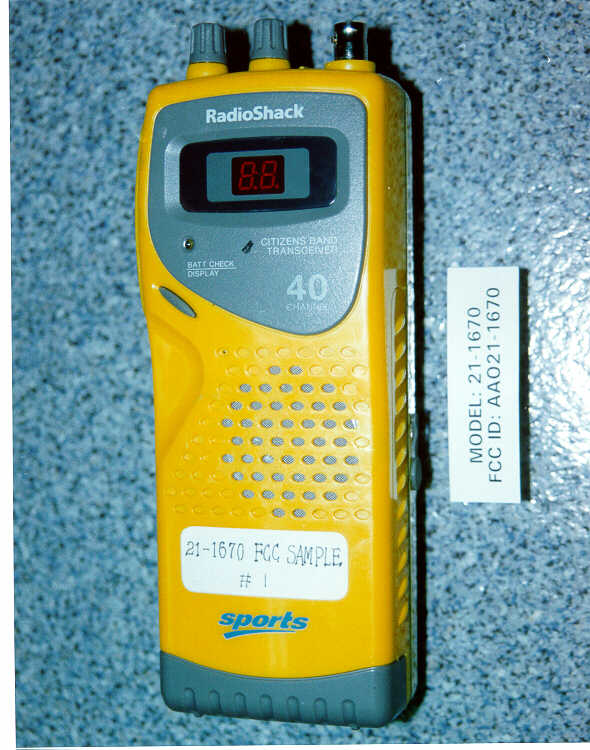 RadioShack
8.8.
CITIZENS BAND
TRANSCEIVER
BATT CHECK
DISPLAY
40
CHANNEL
21-1670 FCC SAMPLE
# 1
sports
MODEL: 21-1670
FCC ID: AAO21-1670